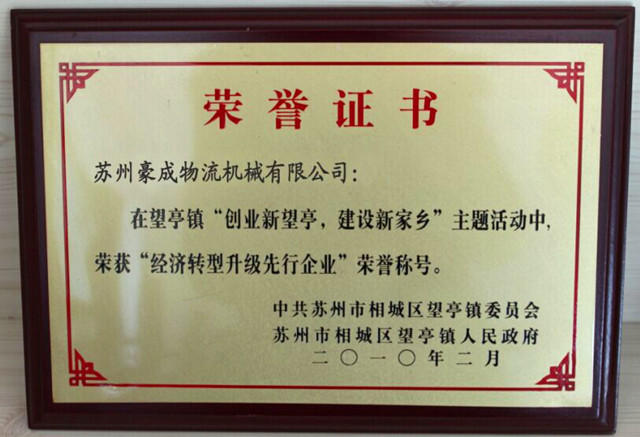 荣誉证书
苏州豪成物流机械有限公司：
在望亭镇“创业新望亭，建设新家乡”主题活动中，
荣获“经济转型升级先行企业”荣誉称号。
中共苏州市相城区望亭镇委员会
苏州市相城区望亭镇人民政府
二〇一〇年二月